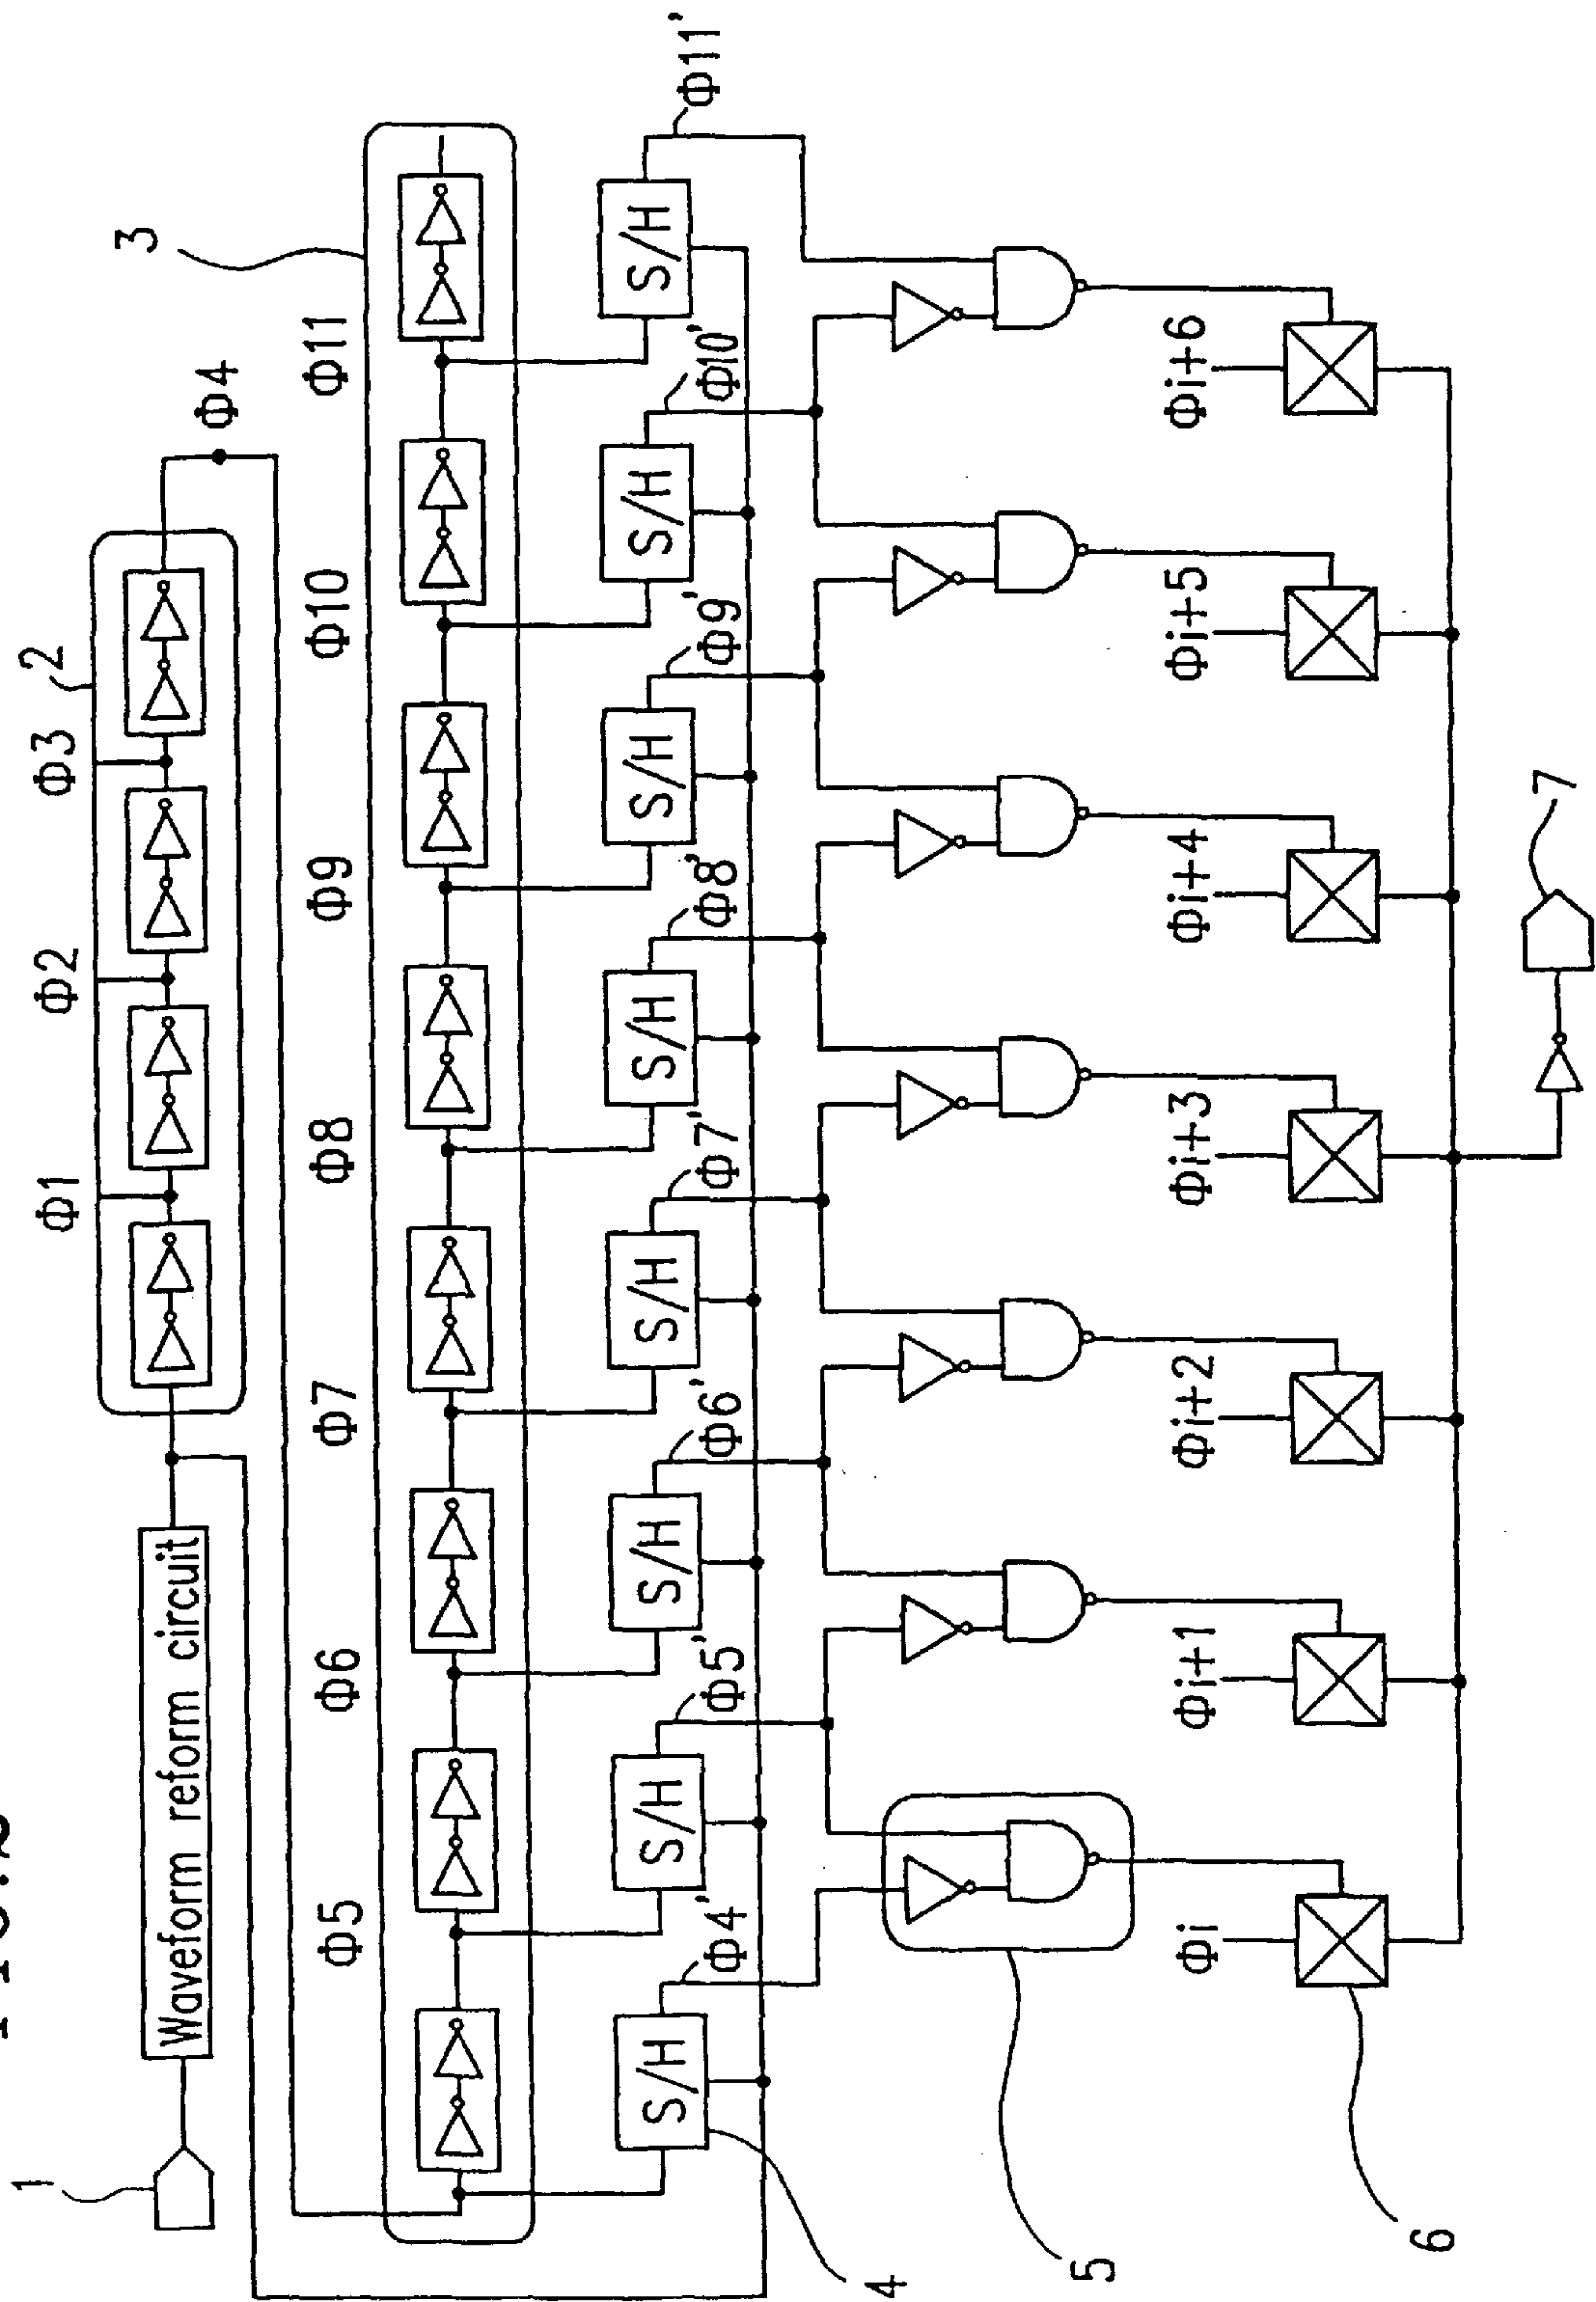 1
Waveform reform circuit
Φ1
Φ2
Φ3
2
Φ4
3
Φ5
Φ6
Φ7
Φ8
Φ9
Φ10
Φ11
S/H
S/H
S/H
S/H
S/H
S/H
S/H
S/H
4
Φ4'
Φ5'
Φ6'
Φ7'
Φ8'
Φ9'
Φ10'
Φ11'
5
Φi
Φi+1
Φi+2
Φi+3
Φi+4
Φi+5
Φi+6
6
7